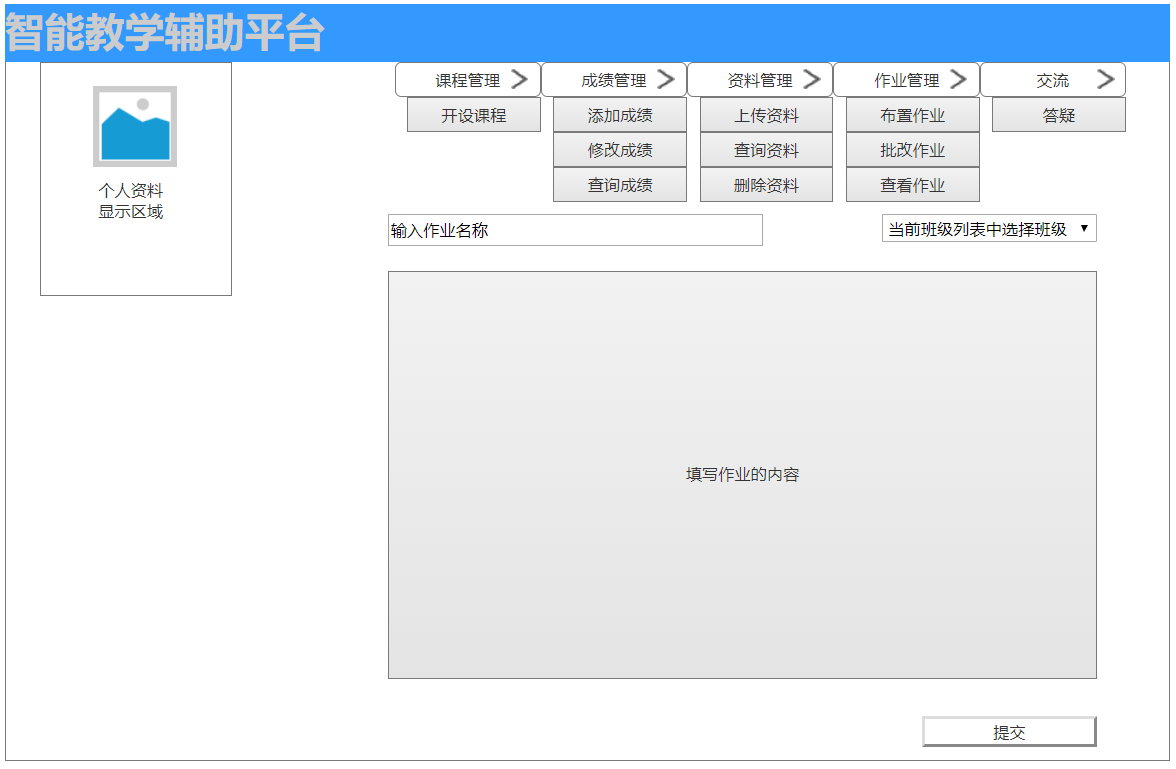 智能教学辅助平台
课程管理 成绩管理 资料管理 作业管理 交流
开设课程 添加成绩 上传资料 布置作业 答疑
修改成绩 查询资料 批改作业
查询成绩 删除资料 查看作业
个人资料
显示区域
输入作业名称 当前班级列表中选择班级
填写作业的内容
提交